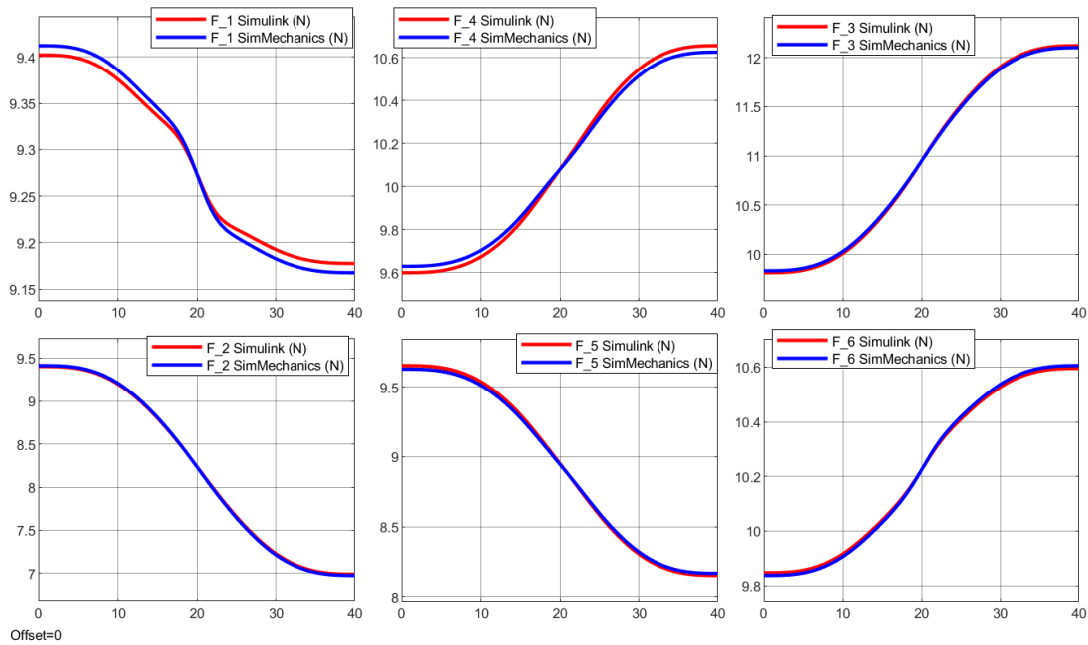 F_1 Simulink (N)
F_1 SimMechanics (N)
9.4
9.35
9.3
9.25
9.2
9.15
0 10 20 30 40
F_4 Simulink (N)
F_4 SimMechanics (N)
10.6
10.4
10.2
10
9.8
9.6
0 10 20 30 40
F_3 Simulink (N)
F_3 SimMechanics (N)
12
11.5
11
10.5
10
0 10 20 30 40
F_2 Simulink (N)
F_2 SimMechanics (N)
9.5
9
8.5
8
7.5
7
0 10 20 30 40
F_5 Simulink (N)
F_5 SimMechanics (N)
9.5
9
8.5
8
0 10 20 30 40
F_6 Simulink (N)
F_6 SimMechanics (N)
10.6
10.4
10.2
10
9.8
0 10 20 30 40
Offset=0